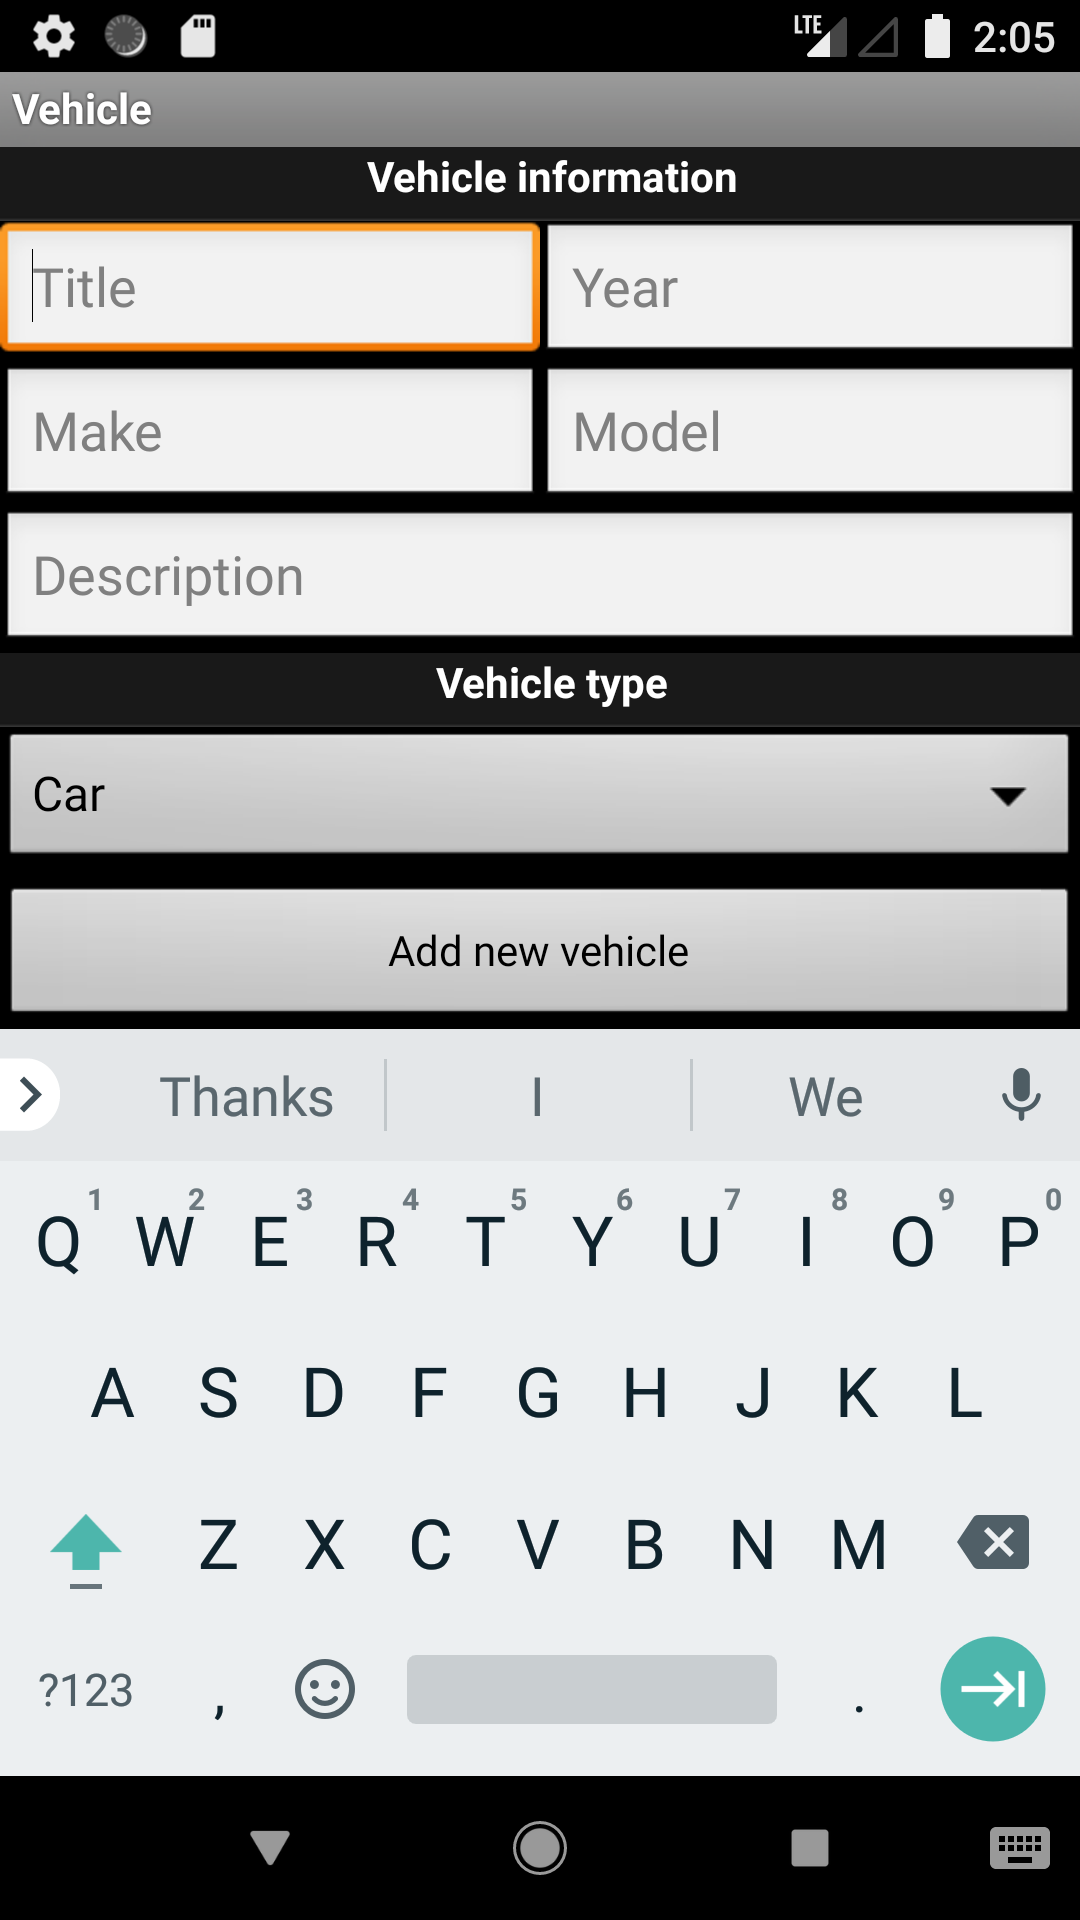 LTE 2:05
Vehicle
Vehicle information
Title Year
Make Model
Description
Vehicle type
Car
Add new vehicle
Thanks I We
1 2 3 4 5 6 7 8 9 0
Q W E R T Y U I O P
A S D F G H J K L
Z X C V B N M
?123 , .